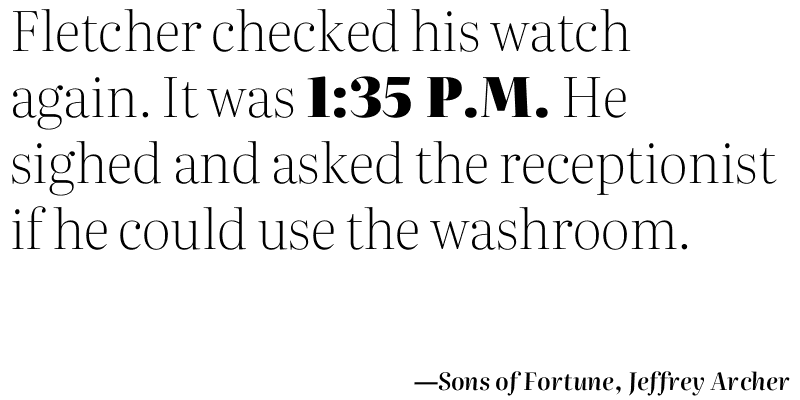 Fletcher checked his watch
again. It was 1:35 P.M. He
sighed and asked the receptionist
if he could use the washroom.
—Sons of Fortune, Jeffrey Archer